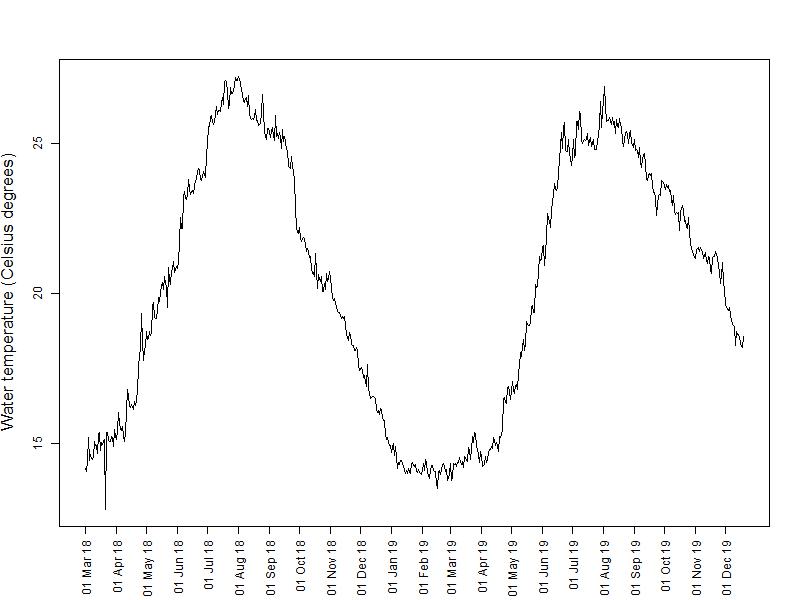 Water temperature (Celsius degrees)
25
20
15
01 Mar 18
01 Apr 18
01 May 18
01 Jun 18
01 Jul 18
01 Aug 18
01 Sep 18
01 Oct 18
01 Nov 18
01 Dec 18
01 Jan 19
01 Feb 19
01 Mar 19
01 Apr 19
01 May 19
01 Jun 19
01 Jul 19
01 Aug 19
01 Sep 19
01 Oct 19
01 Nov 19
01 Dec 19